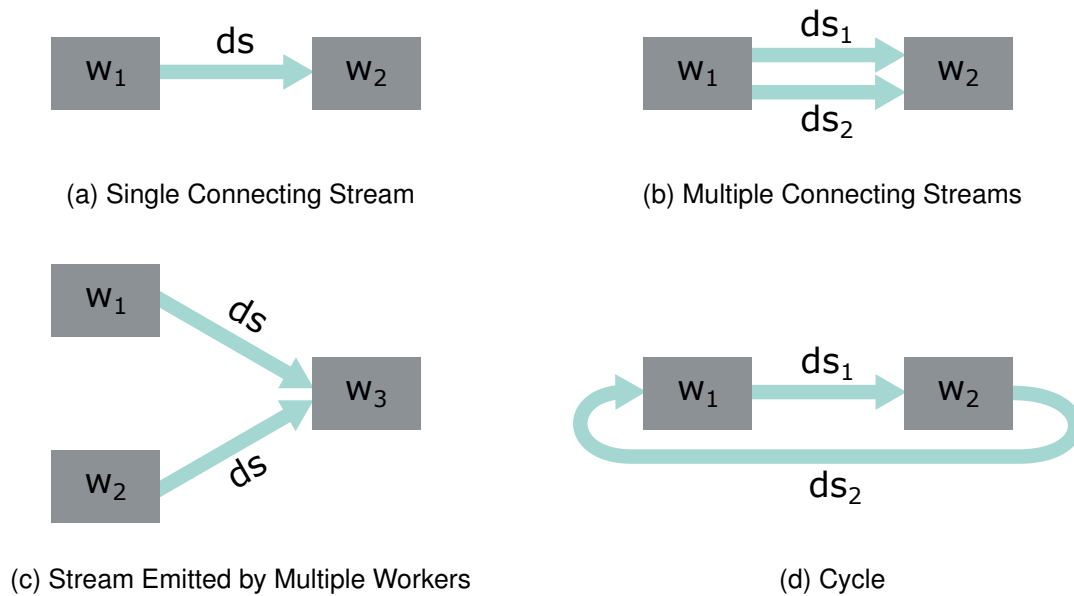 ds
w₁
w₂
(a) Single Connecting Stream
ds₁
w₁
w₂
ds₂
(b) Multiple Connecting Streams
w₁
ds
w₃
w₂
ds
(c) Stream Emitted by Multiple Workers
ds₁
w₁
w₂
ds₂
(d) Cycle